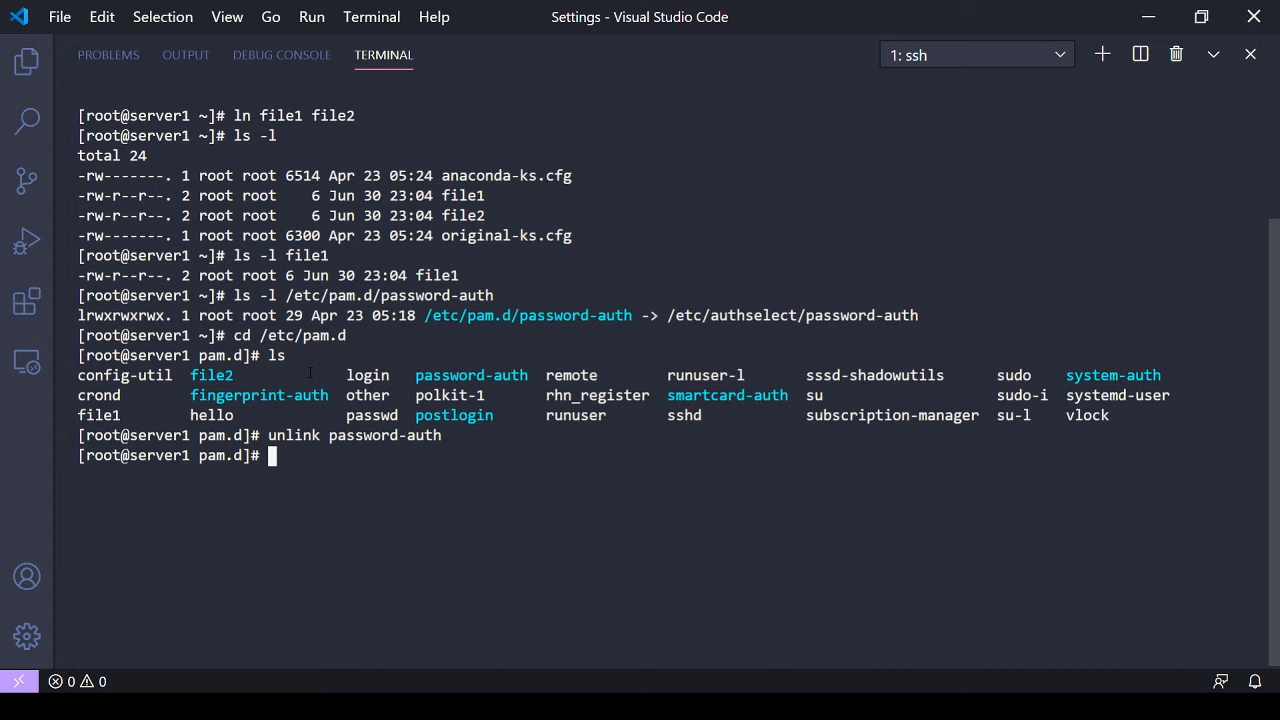 File Edit Selection View Go Run Terminal Help Settings - Visual Studio Code
PROBLEMS OUTPUT DEBUG CONSOLE TERMINAL 1: ssh
[root@server1 ~]# ln file1 file2
[root@server1 ~]# ls -l
total 24
-rw-------. 1 root root 6514 Apr 23 05:24 anaconda-ks.cfg
-rw-r--r--. 2 root root    6 Jun 30 23:04 file1
-rw-r--r--. 2 root root    6 Jun 30 23:04 file2
-rw-------. 1 root root 6300 Apr 23 05:24 original-ks.cfg
[root@server1 ~]# ls -l file1
-rw-r--r--. 2 root root 6 Jun 30 23:04 file1
[root@server1 ~]# ls -l /etc/pam.d/password-auth
lrwxrwxrwx. 1 root root 29 Apr 23 05:18 /etc/pam.d/password-auth -> /etc/authselect/password-auth
[root@server1 ~]# cd /etc/pam.d
[root@server1 pam.d]# ls
config-util  file2             login   password-auth  remote        runuser-l       sssd-shadowutils      sudo    system-auth
crond        fingerprint-auth  other   polkit-1       rhn_register  smartcard-auth  su                    sudo-i  systemd-user
file1        hello             passwd  postlogin      runuser       sshd            subscription-manager  su-l    vlock
[root@server1 pam.d]# unlink password-auth
[root@server1 pam.d]#
0 0